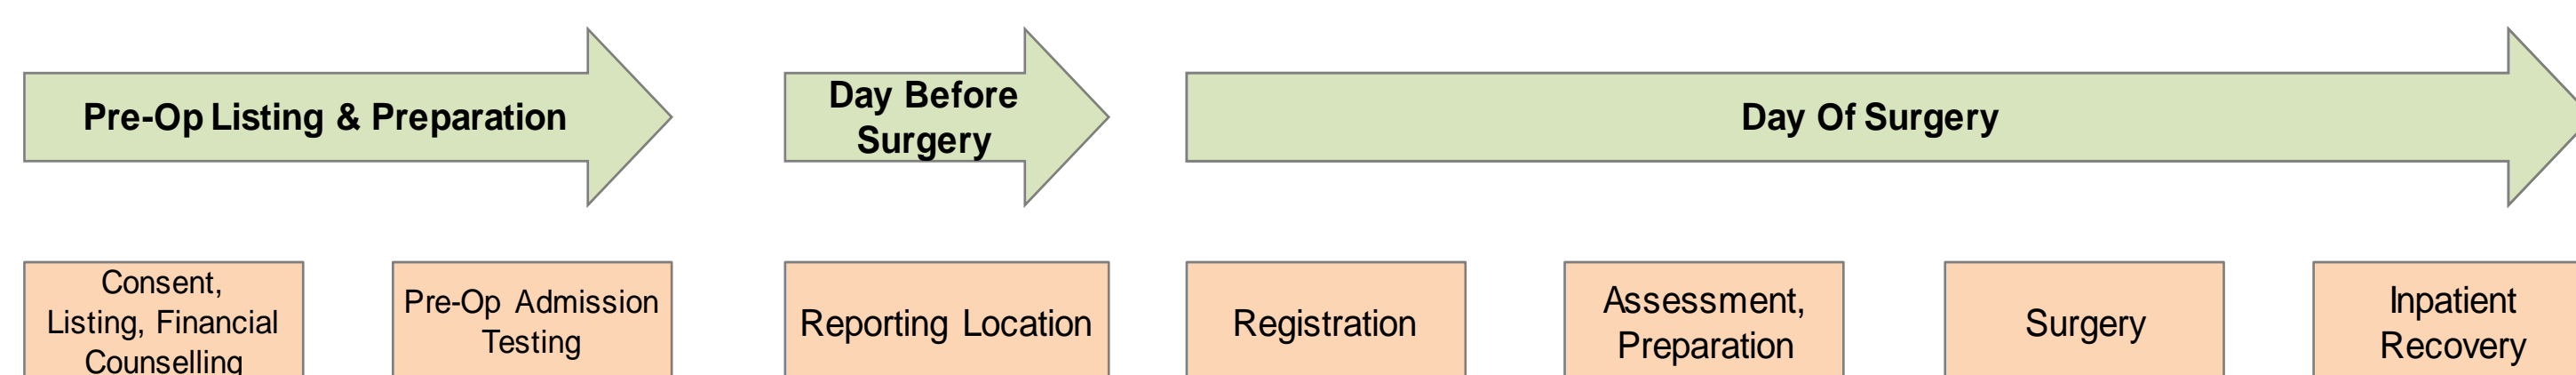 Pre-Op Listing & Preparation
Day Before
Surgery
Day Of Surgery
Consent,
Listing, Financial
Counselling
Pre-Op Admission
Testing
Reporting Location
Registration
Assessment,
Preparation
Surgery
Inpatient
Recovery